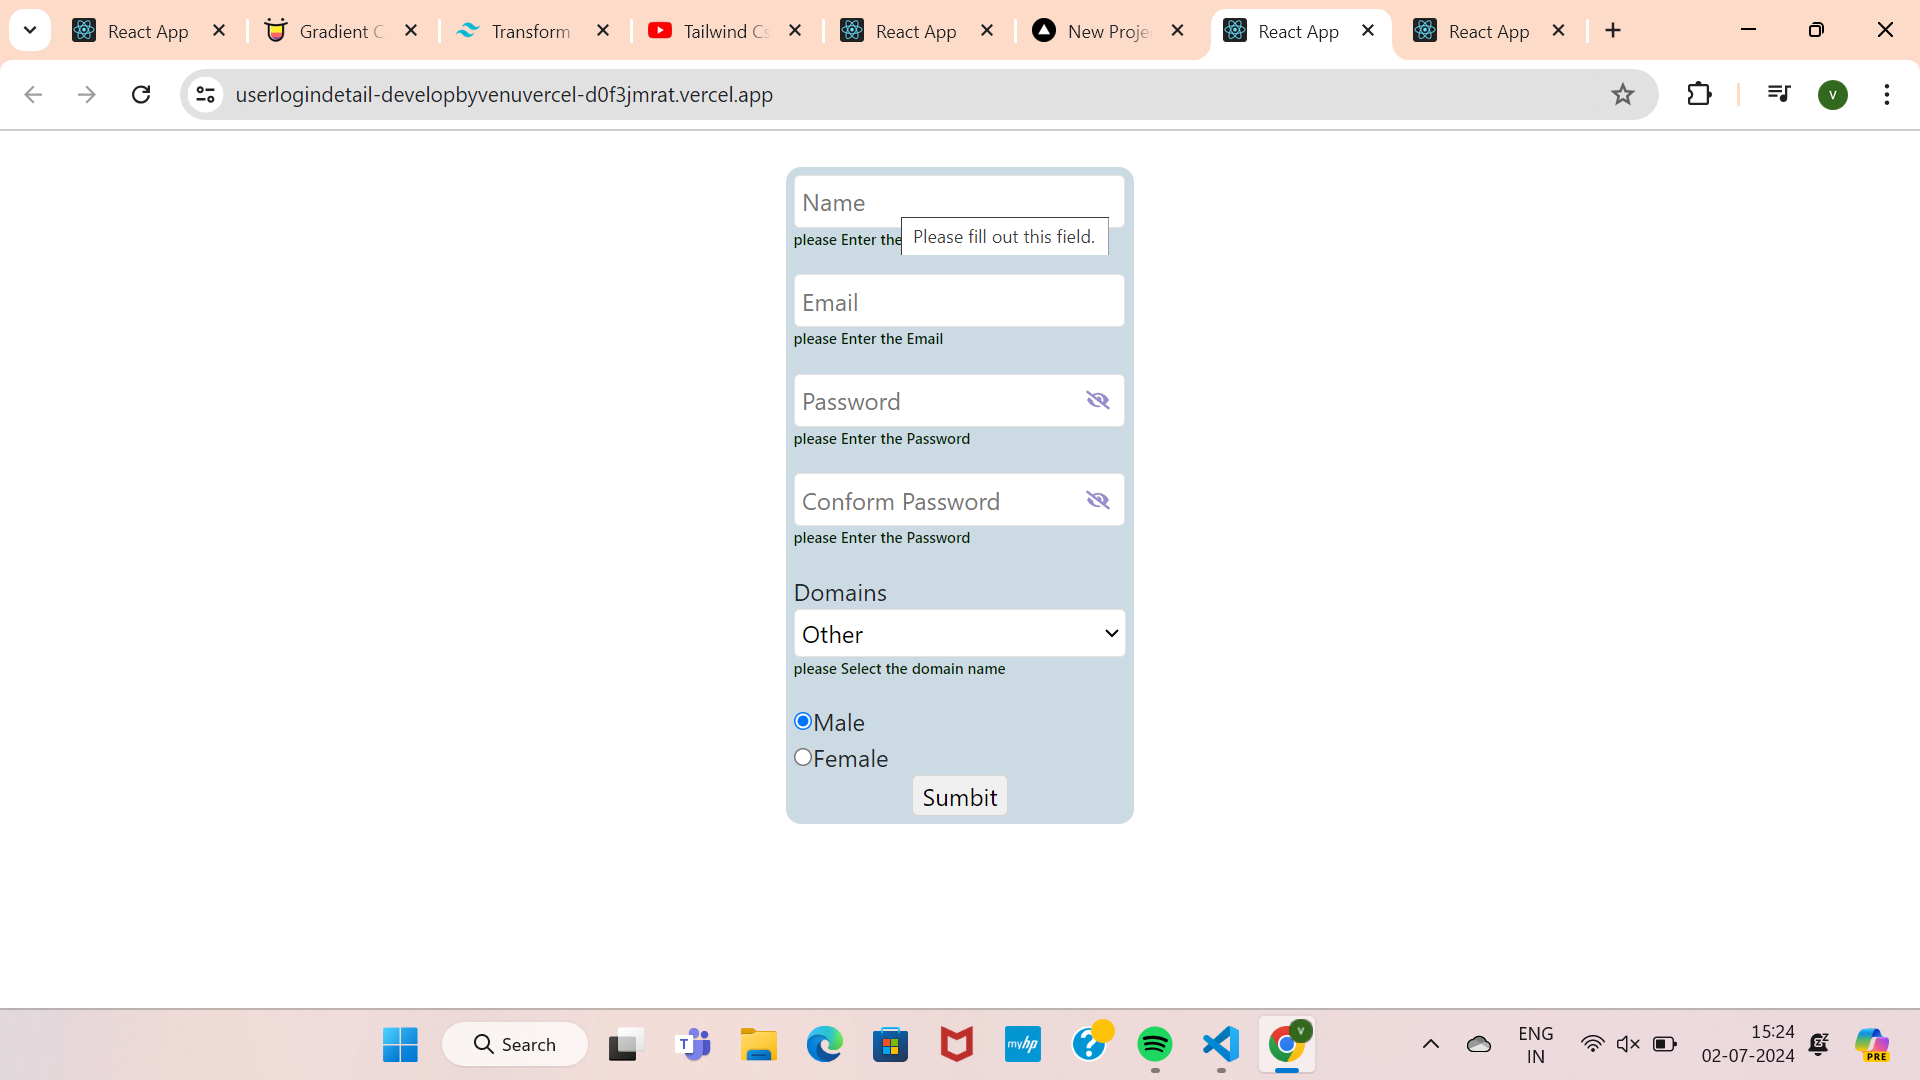 React App
Gradient C
Transform
Tailwind Cs
React App
New Proje
React App
React App
userlogindetail-developbyvenuvercel-d0f3jmrat.vercel.app
V
Name
please Enter the
Please fill out this field.
Email
please Enter the Email
Password
please Enter the Password
Conform Password
please Enter the Password
Domains
Other
please Select the domain name
Male
Female
Sumbit
Search
T
myhp
?
V
ENG
IN
15:24
02-07-2024
PRE